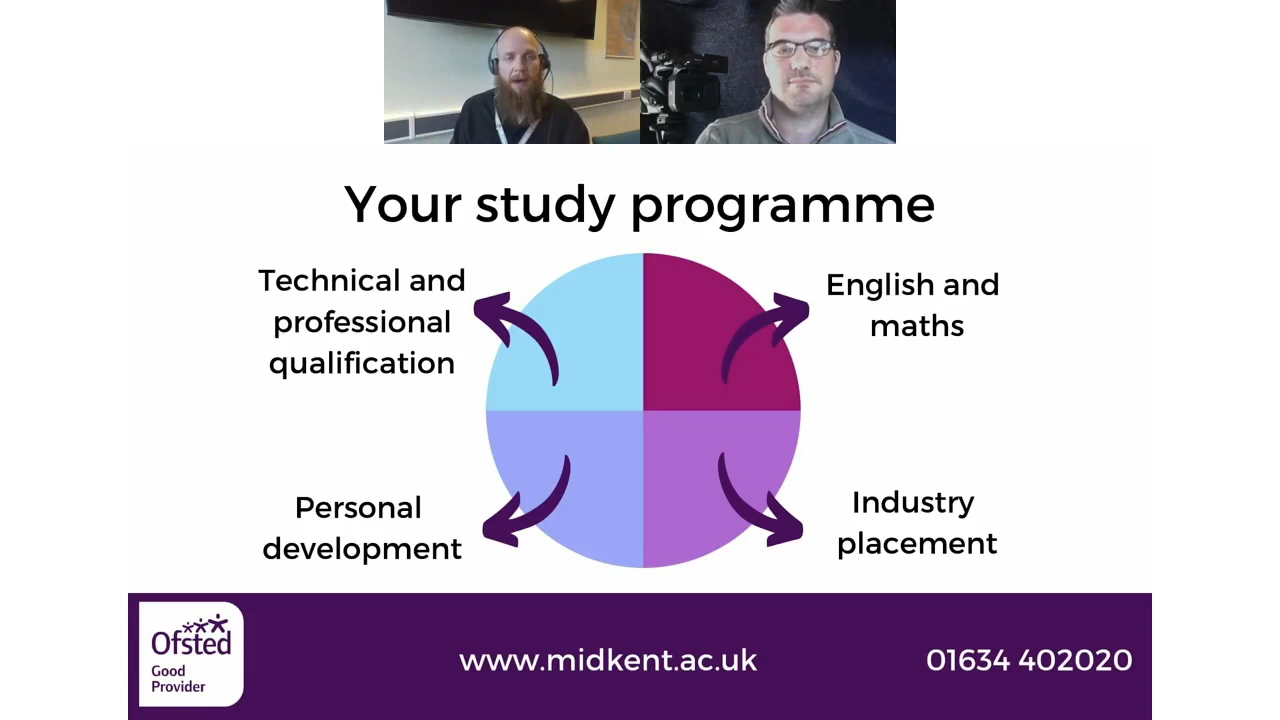 Your study programme
Technical and
professional
qualification
English and
maths
Personal
development
Industry
placement
Ofsted
Good
Provider
www.midkent.ac.uk
01634 402020